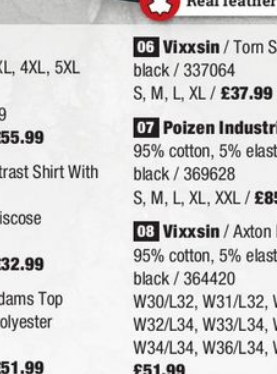 Real leather
XL, 4XL, 5XL
9
£55.99
trast Shirt With
iscose
£32.99
dams Top
olyester
£51.99
06 Vixxsin / Torn S
black / 337064
S, M, L, XL / £37.99
07 Poizen Industri
95% cotton, 5% elast
black / 369628
S, M, L, XL, XXL / £8
08 Vixxsin / Axton
95% cotton, 5% elast
black / 364420
W30/L32, W31/L32,
W32/L34, W33/L34,
W34/L34, W36/L34,
£51.99